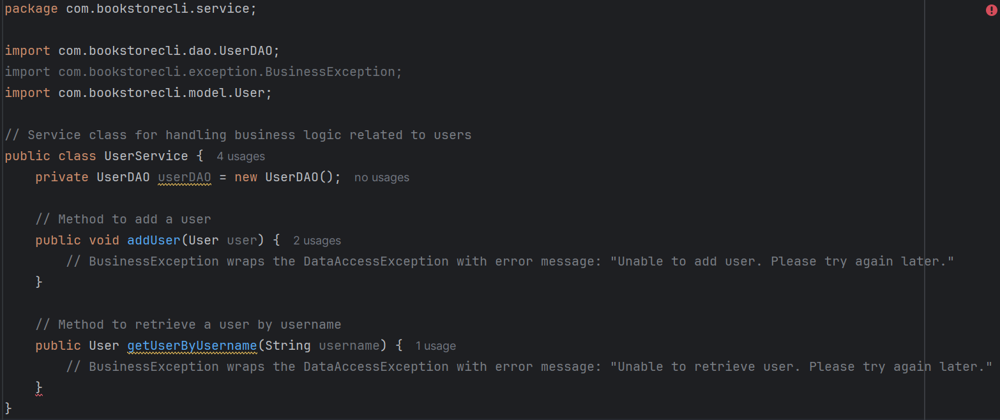 package com.bookstorecli.service;
import com.bookstorecli.dao.UserDAO;
import com.bookstorecli.exception.BusinessException;
import com.bookstorecli.model.User;
// Service class for handling business logic related to users
public class UserService {  4 usages
    private UserDAO userDAO = new UserDAO();  no usages
    // Method to add a user
    public void addUser(User user) {  2 usages
        // BusinessException wraps the DataAccessException with error message: "Unable to add user. Please try again later."
    }
    // Method to retrieve a user by username
    public User getUserByUsername(String username) {  1 usage
        // BusinessException wraps the DataAccessException with error message: "Unable to retrieve user. Please try again later."
    }
}